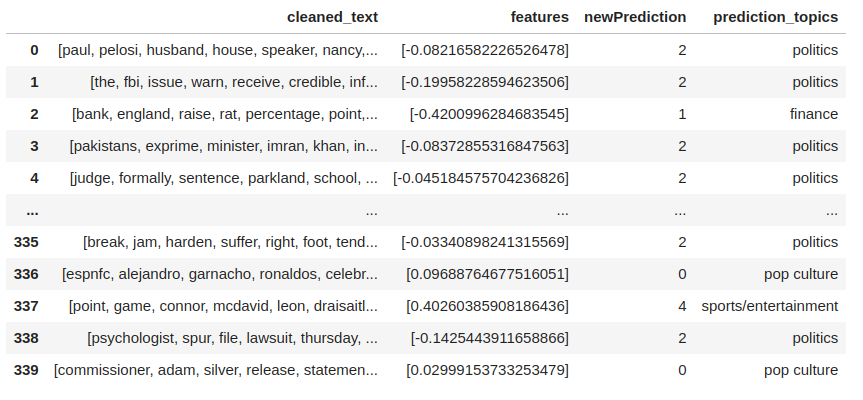 cleaned_text features newPrediction prediction_topics
0 [paul, pelosi, husband, house, speaker, nancy,... [-0.08216582226526478] 2 politics
1 [the, fbi, issue, warn, receive, credible, inf... [-0.19958228594623506] 2 politics
2 [bank, england, raise, rat, percentage, point,... [-0.4200996284683545] 1 finance
3 [pakistans, exprime, minister, imran, khan, in... [-0.08372855316847563] 2 politics
4 [judge, formally, sentence, parkland, school, ... [-0.045184575704236826] 2 politics
... ... ... ... ...
335 [break, jam, harden, suffer, right, foot, tend... [-0.03340898241315569] 2 politics
336 [espnfc, alejandro, garnacho, ronaldos, celebr... [0.09688764677516051] 0 pop culture
337 [point, game, connor, mcdavid, leon, draisaitl... [0.40260385908186436] 4 sports/entertainment
338 [psychologist, spur, file, lawsuit, thursday, ... [-0.1425443911658866] 2 politics
339 [commissioner, adam, silver, release, statemen... [0.02999153733253479] 0 pop culture